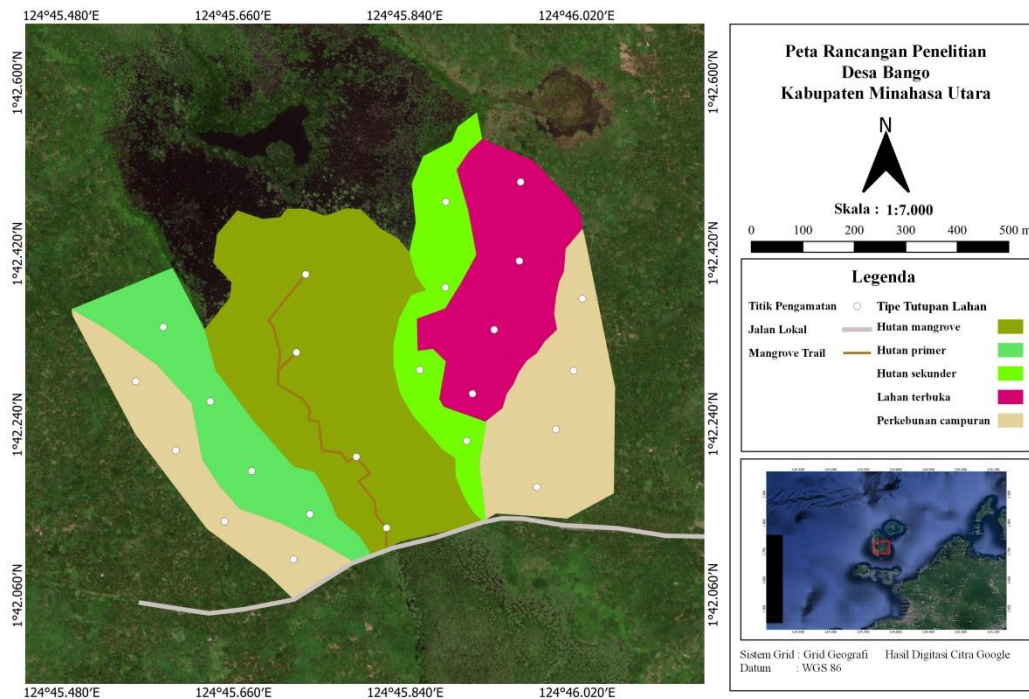 124°45.480′E 124°45.660′E 124°45.840′E 124°46.020′E
1°42.600′N
1°42.420′N
1°42.240′N
1°42.060′N
1°42.600′N
1°42.420′N
1°42.240′N
1°42.060′N
124°45.480′E 124°45.660′E 124°45.840′E 124°46.020′E
Peta Rancangan Penelitian
Desa Bango
Kabupaten Minahasa Utara
N
Skala : 1:7.000
0 100 200 300 400 500 m
Legenda
Titik Pengamatan Tipe Tutupan Lahan
Jalan Lokal Hutan mangrove
Mangrove Trail Hutan primer
Hutan sekunder
Lahan terbuka
Perkebunan campuran
Sistem Grid : Grid Geografi Hasil Digitasi Citra Google
Datum : WGS 86